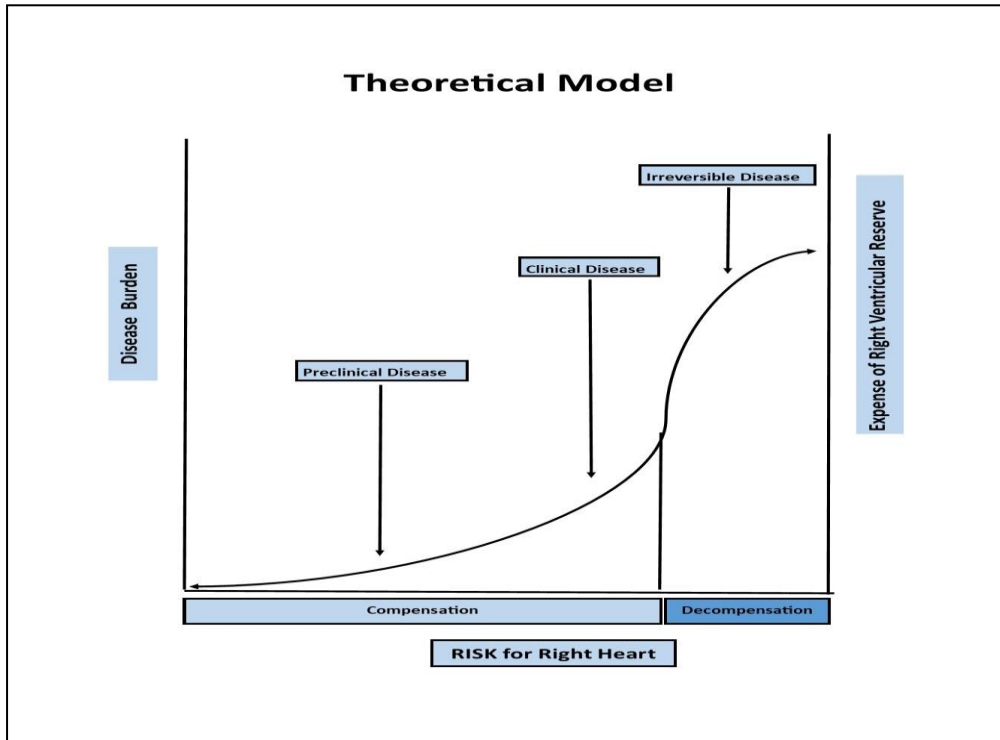 Theoretical Model
Irreversible Disease
Clinical Disease
Preclinical Disease
Disease Burden
Expense of Right Ventricular Reserve
Compensation
Decompensation
RISK for Right Heart